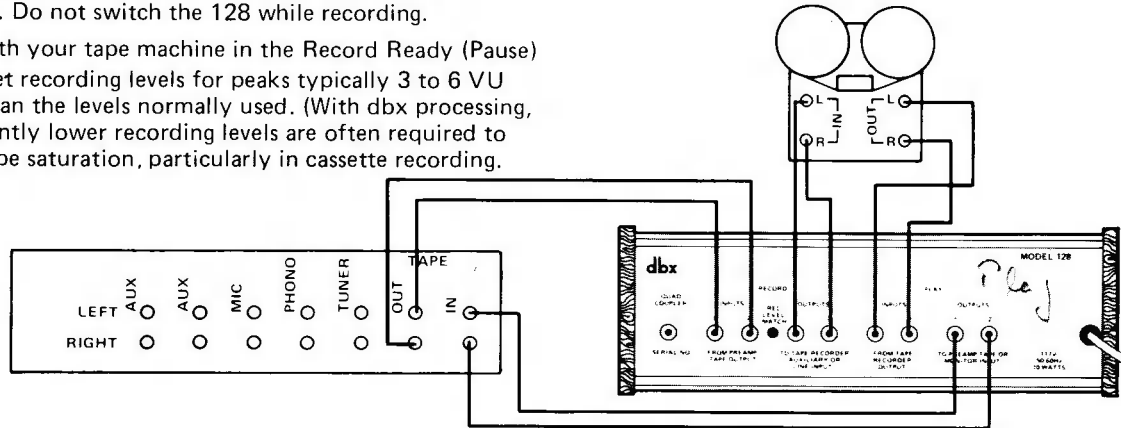 . Do not switch the 128 while recording.
th your tape machine in the Record Ready (Pause)
et recording levels for peaks typically 3 to 6 VU
an the levels normally used. (With dbx processing,
ntly lower recording levels are often required to
pe saturation, particularly in cassette recording.
L IN OUT L
R R
AUX AUX MIC PHONO TUNER TAPE
OUT IN
LEFT
RIGHT
dbx MODEL 128
Play
RECORD PLAY
QUAD COUPLER INPUTS REC LEVEL MATCH OUTPUTS INPUTS OUTPUTS
SERIAL NO FROM PREAMP TAPE OUTPUT TO TAPE RECORDER AUXILIARY OR LINE INPUT FROM TAPE RECORDER OUTPUT TO PREAMP TAPE OR MONITOR INPUT 117V 50 60Hz